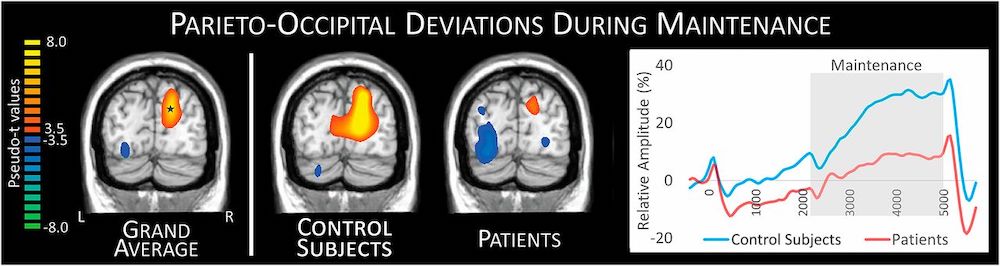 PARIETO-OCCIPITAL DEVIATIONS DURING MAINTENANCE
Pseudo-t values
8.0
3.5
-3.5
-8.0
L
R
GRAND
AVERAGE
CONTROL
SUBJECTS
PATIENTS
Relative Amplitude (%)
40
20
0
-20
Maintenance
0
1000
2000
3000
4000
5000
Control Subjects
Patients